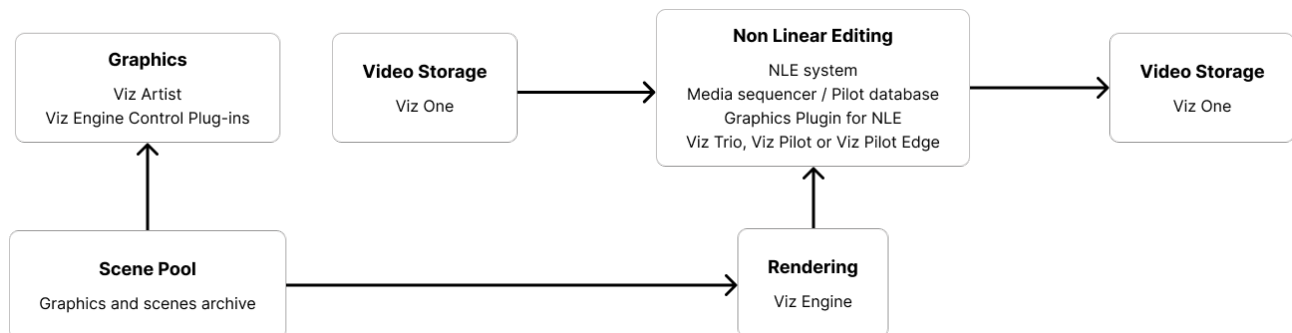 Graphics
Viz Artist
Viz Engine Control Plug-ins
Video Storage
Viz One
Non Linear Editing
NLE system
Media sequencer / Pilot database
Graphics Plugin for NLE
Viz Trio, Viz Pilot or Viz Pilot Edge
Video Storage
Viz One
Scene Pool
Graphics and scenes archive
Rendering
Viz Engine